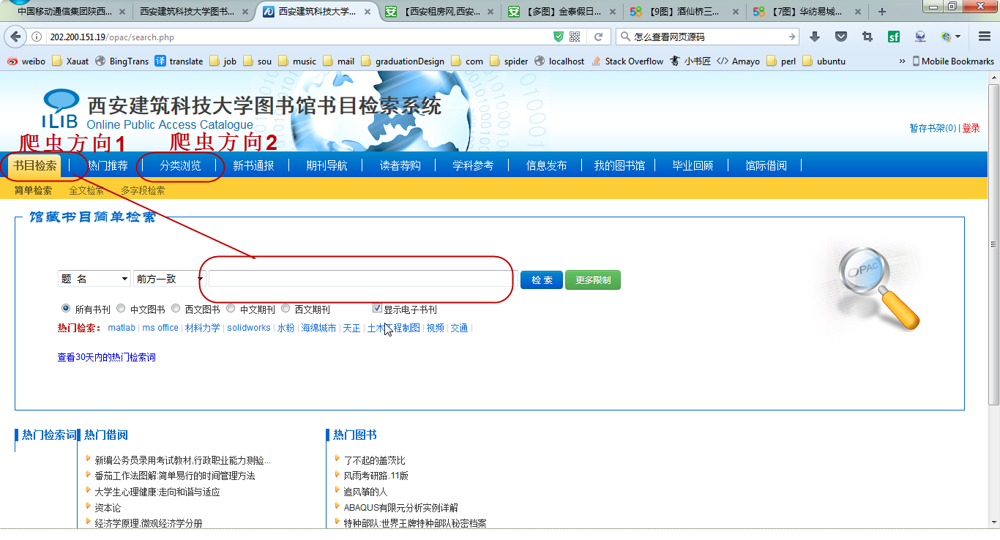 中国移动通信集团陕西... 西安建筑科技大学图书... 西安建筑科技大学... 【西安租房网,西安... 【多图】金泰假日... 58 【9图】酒仙桥三... 58 【7图】华纺易城...
202.200.151.19/opac/search.php 怎么查看网页源码 sf
weibo Xauat BingTrans 译 translate job sou music mail graduationDesign com spider localhost Stack Overflow 小书匠 Amayo perl ubuntu » Mobile Bookmarks
ILIB 西安建筑科技大学图书馆书目检索系统
Online Public Access Catalogue
暂存书架(0) | 登录
爬虫方向1 爬虫方向2
书目检索 热门推荐 分类浏览 新书通报 期刊导航 读者荐购 学科参考 信息发布 我的图书馆 毕业回顾 馆际借阅
简单检索 全文检索 多字段检索
馆藏书目简单检索
OPAC
题 名 前方一致 检 索 更多限制
所有书刊 中文图书 西文图书 中文期刊 西文期刊 显示电子书刊
热门检索： matlab | ms office | 材料力学 | solidworks | 水粉 | 海绵城市 | 天正 | 土木工程制图 | 视频 | 交通 |
查看30天内的热门检索词
热门检索词 热门借阅 热门图书
新编公务员录用考试教材,行政职业能力测验... 了不起的盖茨比
番茄工作法图解:简单易行的时间管理方法 风雨考研路.11版
大学生心理健康:走向和谐与适应 追风筝的人
资本论 ABAQUS有限元分析实例详解
经济学原理,微观经济学分册 特种部队:世界王牌特种部队秘密档案